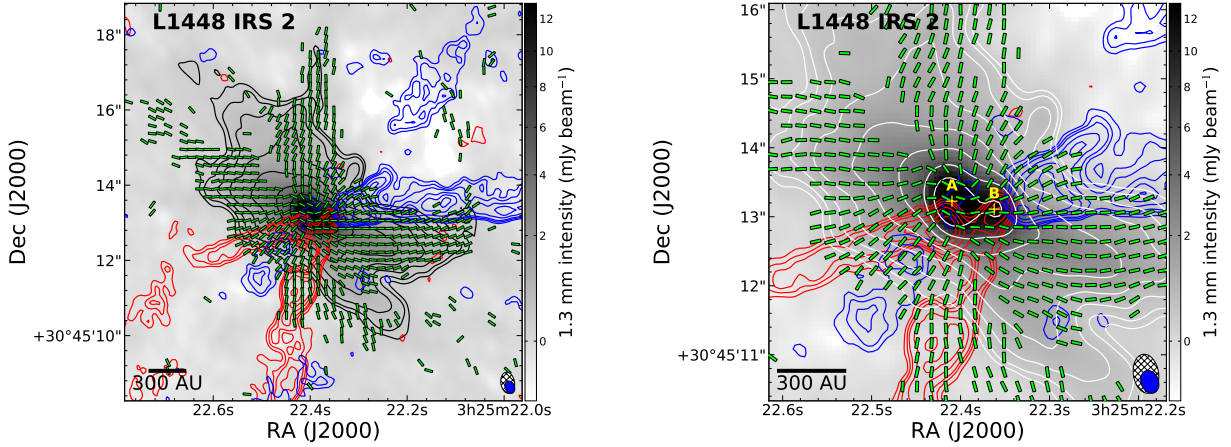 L1448 IRS 2
18"
16"
14"
12"
+30°45'10"
Dec (J2000)
300 AU
22.6s
22.4s
22.2s
3h25m22.0s
RA (J2000)
12
10
8
6
4
2
0
1.3 mm intensity (mJy beam⁻¹)
L1448 IRS 2
16"
15"
14"
13"
12"
+30°45'11"
Dec (J2000)
A
B
300 AU
22.6s
22.5s
22.4s
22.3s
3h25m22.2s
RA (J2000)
12
10
8
6
4
2
0
1.3 mm intensity (mJy beam⁻¹)